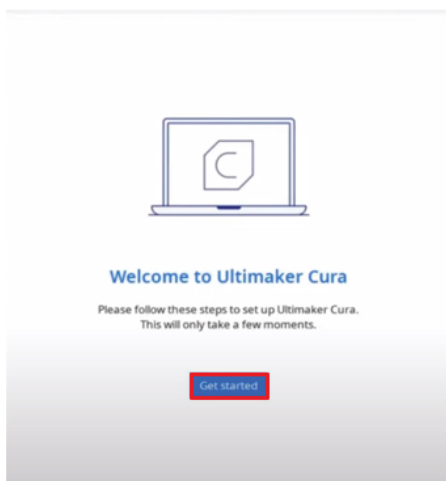 Welcome to Ultimaker Cura
Please follow these steps to set up Ultimaker Cura.
This will only take a few moments.
Get started